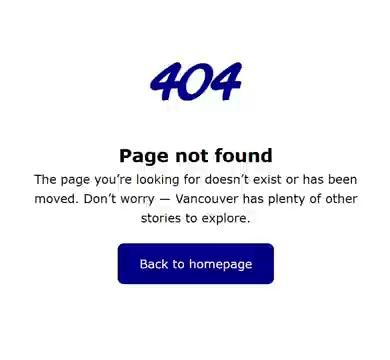 404
Page not found
The page you’re looking for doesn’t exist or has been
moved. Don’t worry — Vancouver has plenty of other
stories to explore.
Back to homepage